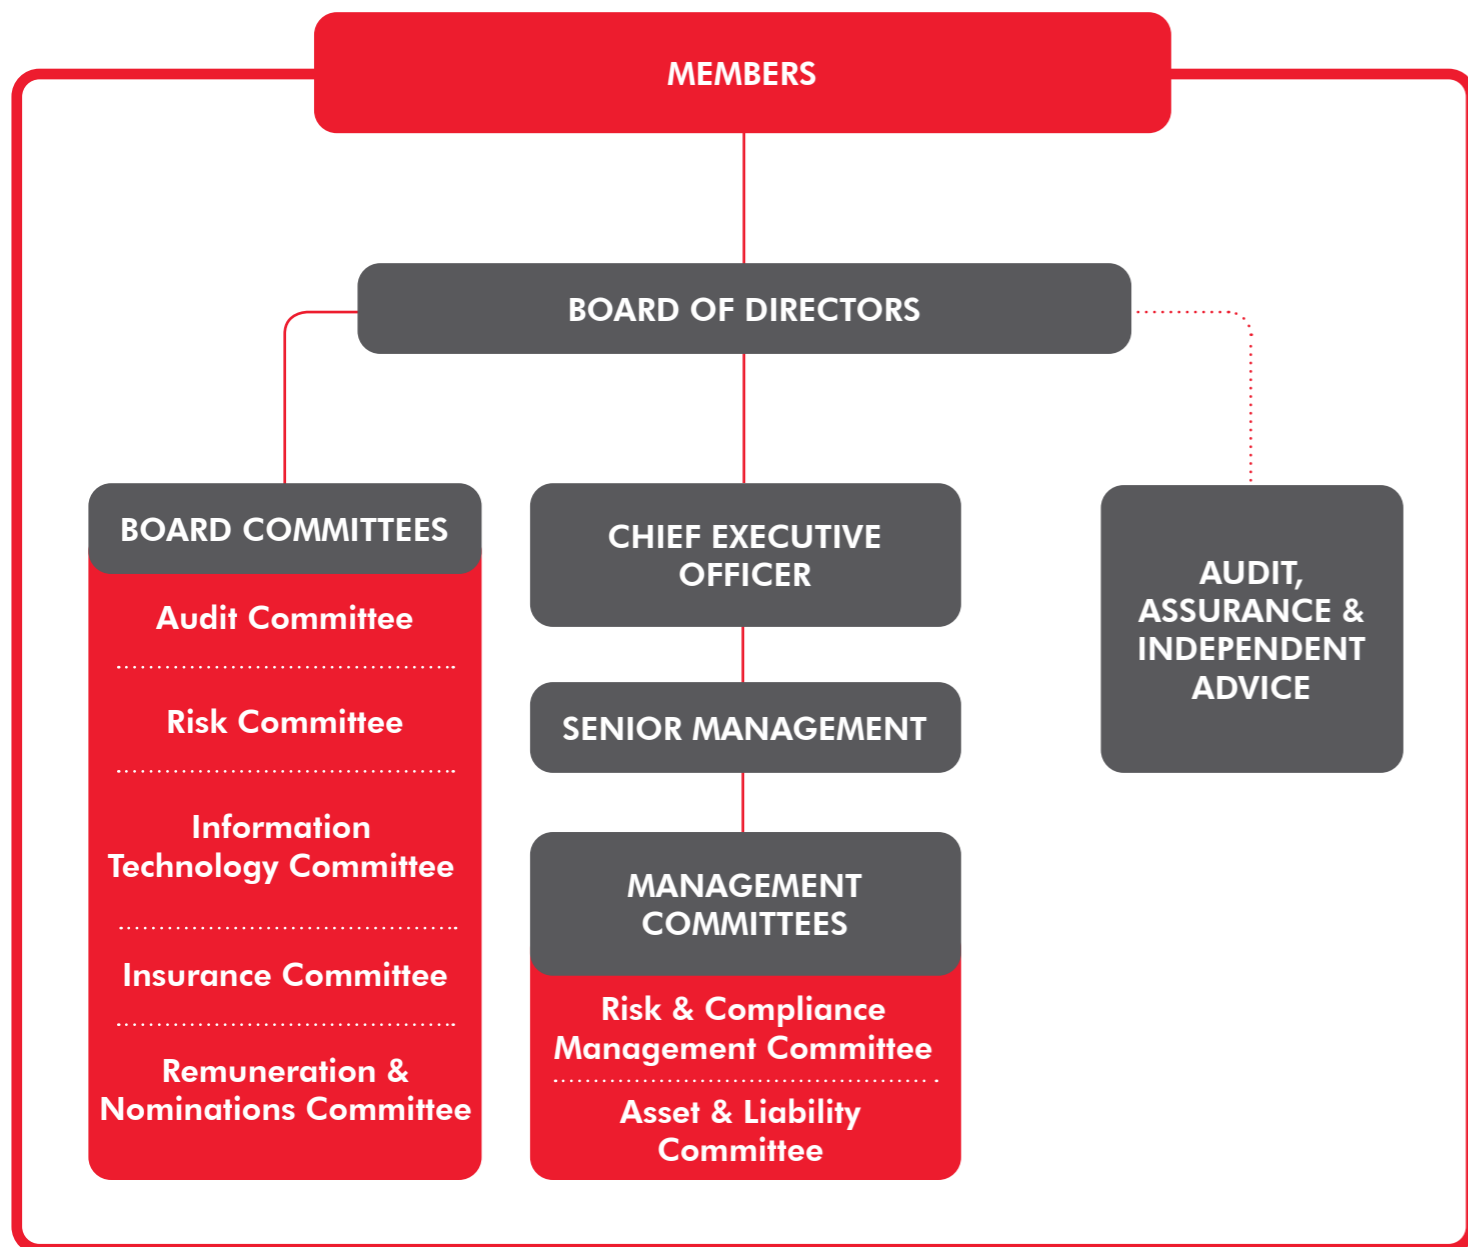 MEMBERS
BOARD OF DIRECTORS
BOARD COMMITTEES
Audit Committee
Risk Committee
Information
Technology Committee
Insurance Committee
Remuneration &
Nominations Committee
CHIEF EXECUTIVE
OFFICER
SENIOR MANAGEMENT
MANAGEMENT
COMMITTEES
Risk & Compliance
Management Committee
Asset & Liability
Committee
AUDIT,
ASSURANCE &
INDEPENDENT
ADVICE